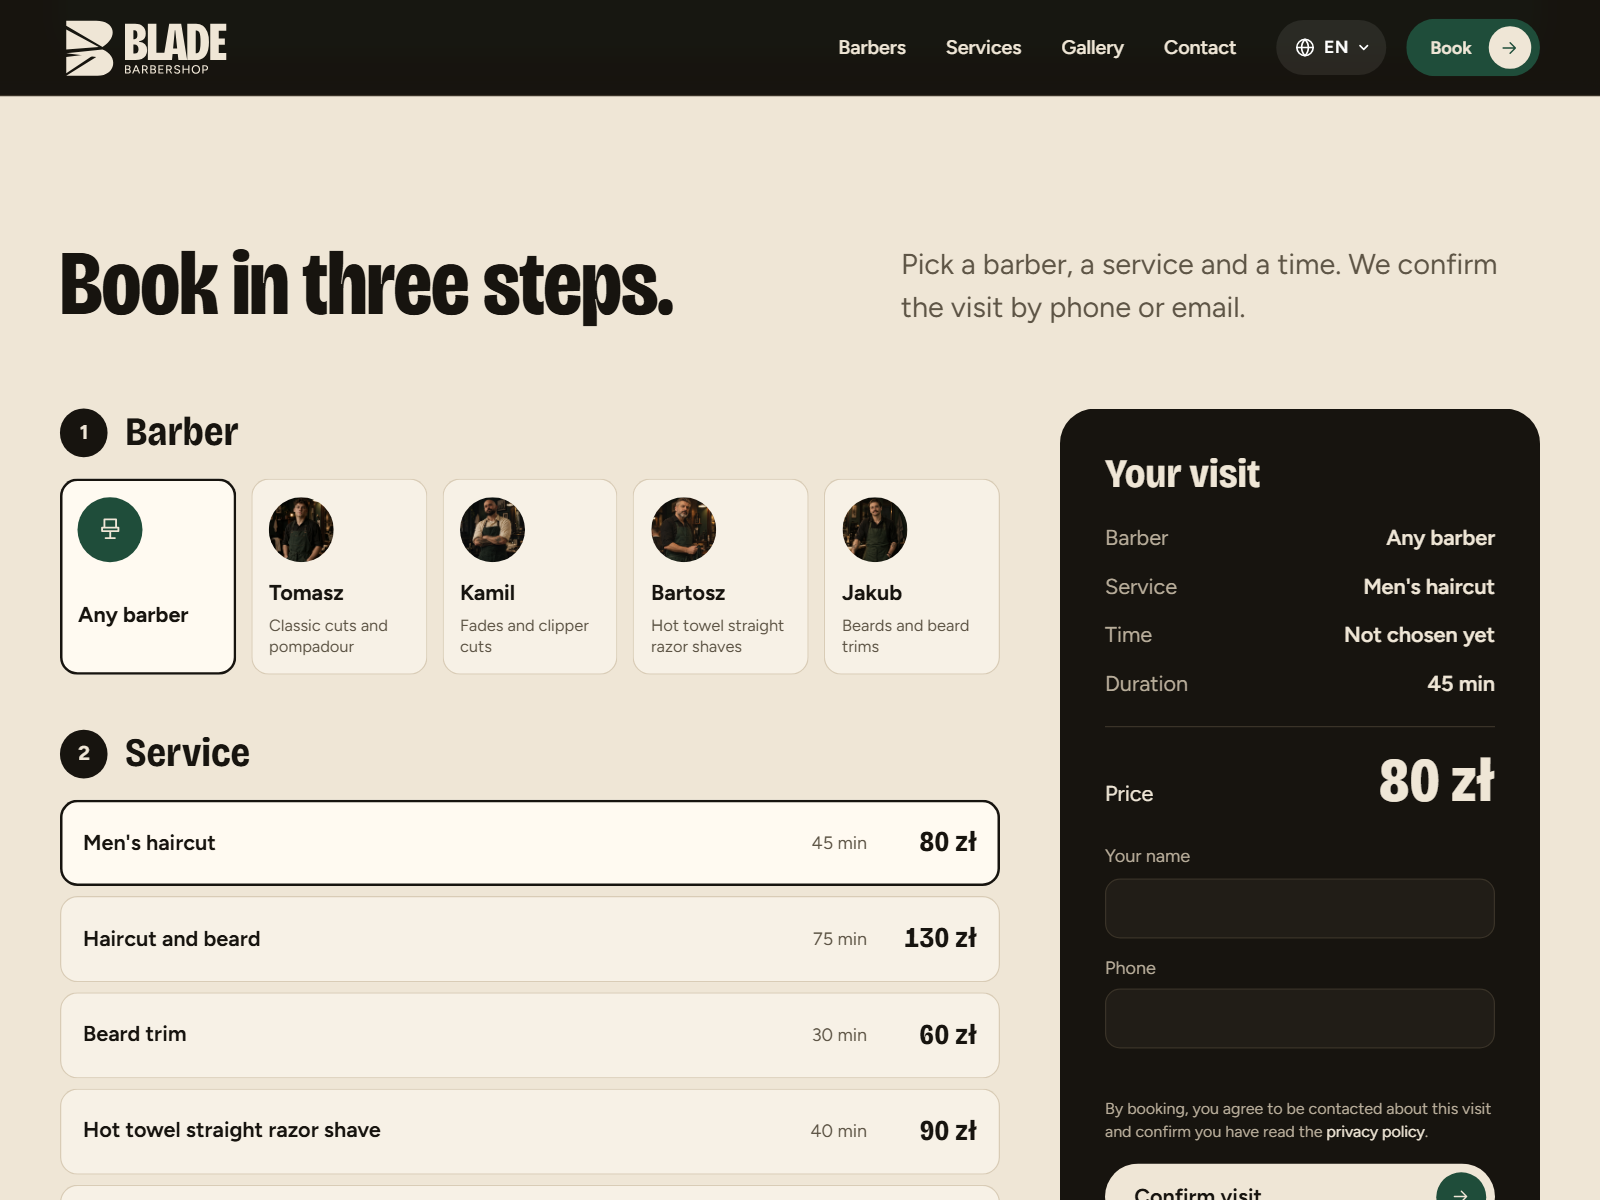 BLADE
BARBERSHOP
Barbers
Services
Gallery
Contact
EN
Book
Book in three steps.
Pick a barber, a service and a time. We confirm
the visit by phone or email.
1
Barber
Any barber
Tomasz
Classic cuts and
pompadour
Kamil
Fades and clipper
cuts
Bartosz
Hot towel straight
razor shaves
Jakub
Beards and beard
trims
2
Service
Men's haircut
45 min
80 zł
Haircut and beard
75 min
130 zł
Beard trim
30 min
60 zł
Hot towel straight razor shave
40 min
90 zł
Your visit
Barber
Any barber
Service
Men's haircut
Time
Not chosen yet
Duration
45 min
Price
80 zł
Your name
Phone
By booking, you agree to be contacted about this visit
and confirm you have read the privacy policy.
Confirm visit